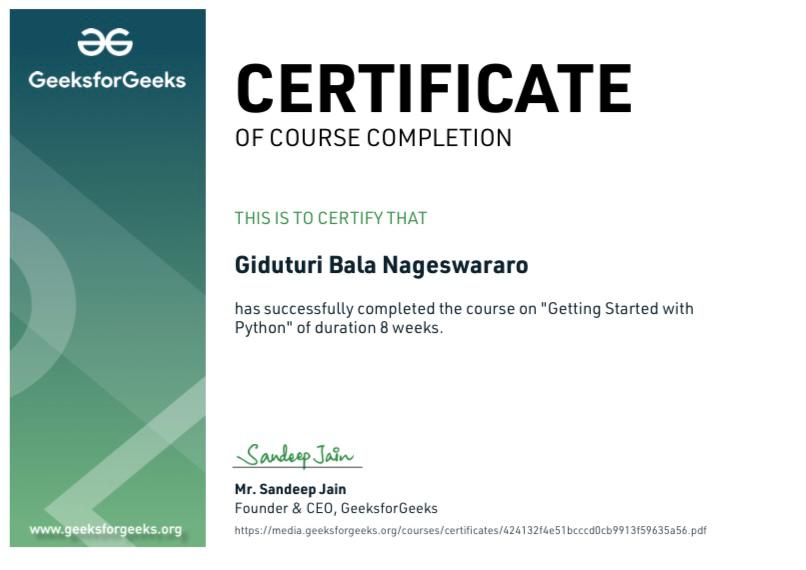 GeeksforGeeks
CERTIFICATE
OF COURSE COMPLETION
THIS IS TO CERTIFY THAT
Giduturi Bala Nageswararo
has successfully completed the course on "Getting Started with
Python" of duration 8 weeks.
Sandeep Jain
Mr. Sandeep Jain
Founder & CEO, GeeksforGeeks
https://media.geeksforgeeks.org/courses/certificates/424132f4e51bcccd0cb9913f59635a56.pdf
www.geeksforgeeks.org